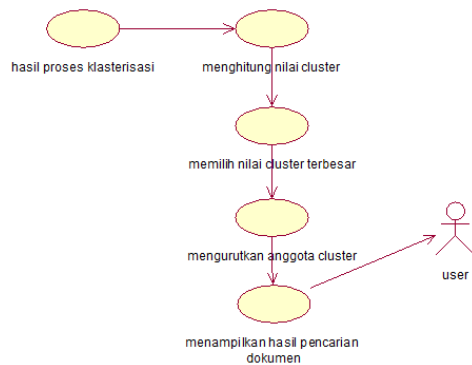 hasil proses klasterisasi
menghitung nilai cluster
memilih nilai cluster terbesar
mengurutkan anggota cluster
user
menampilkan hasil pencarian
dokumen